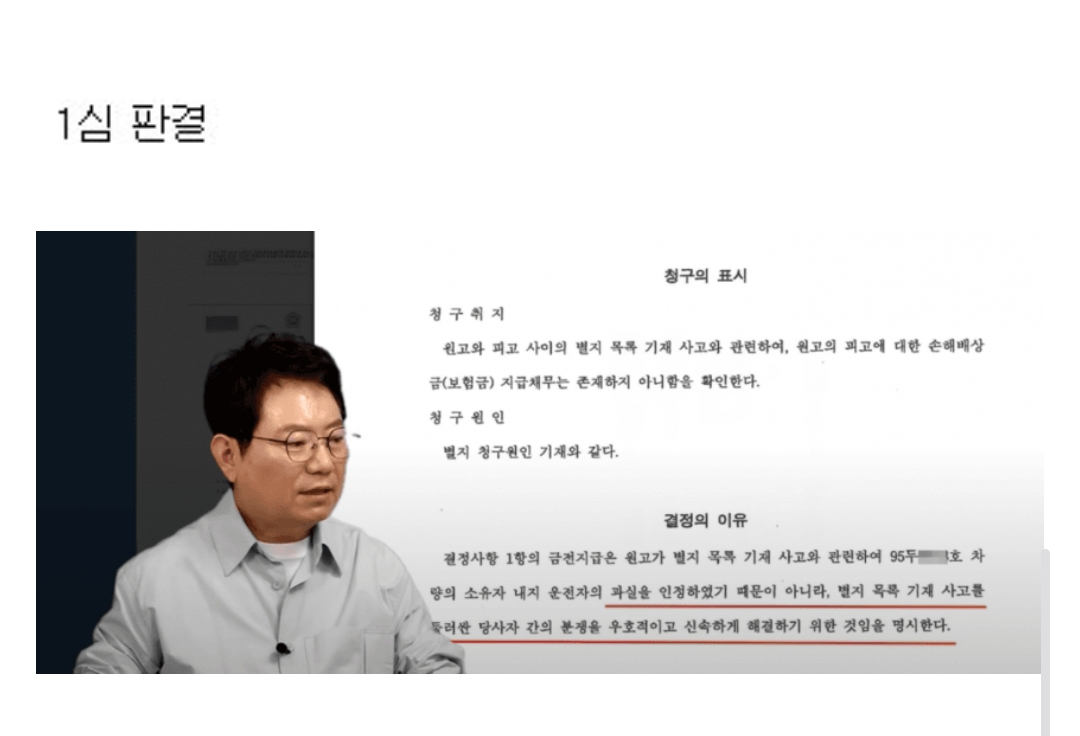 1심 판결
청구의 표시
청 구 취 지
원고와 피고 사이의 별지 목록 기재 사고와 관련하여, 원고의 피고에 대한 손해배상
금(보험금) 지급채무는 존재하지 아니함을 확인한다.
청 구 원 인
별지 청구원인 기재와 같다.
결정의 이유
결정사항 1항의 금전지급은 원고가 별지 목록 기재 사고와 관련하여 95두 호 차
량의 소유자 내지 운전자의 과실을 인정하였기 때문이 아니라, 별지 목록 기재 사고를
둘러싼 당사자 간의 분쟁을 우호적이고 신속하게 해결하기 위한 것임을 명시한다.